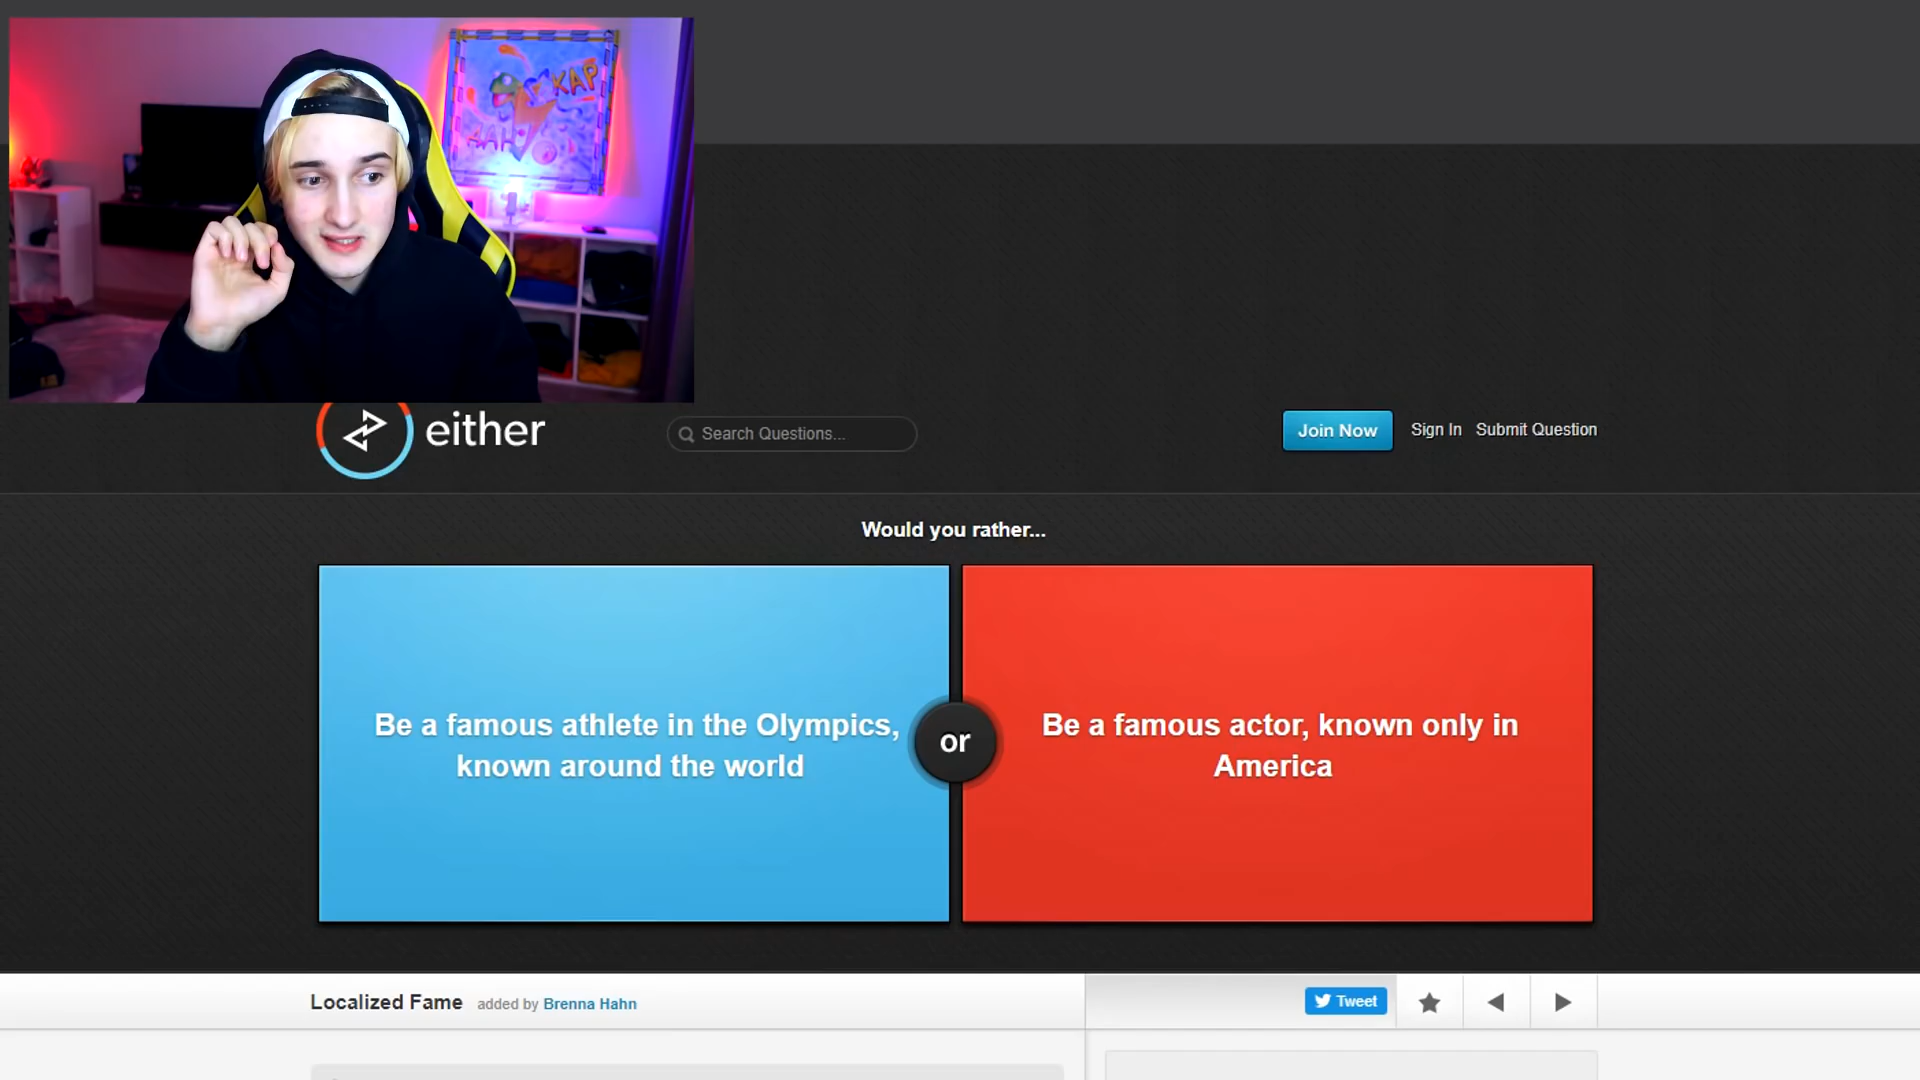 KAP
either
Search Questions...
Join Now
Sign In
Submit Question
Would you rather...
Be a famous athlete in the Olympics,
known around the world
or
Be a famous actor, known only in
America
Localized Fame
added by Brenna Hahn
Tweet